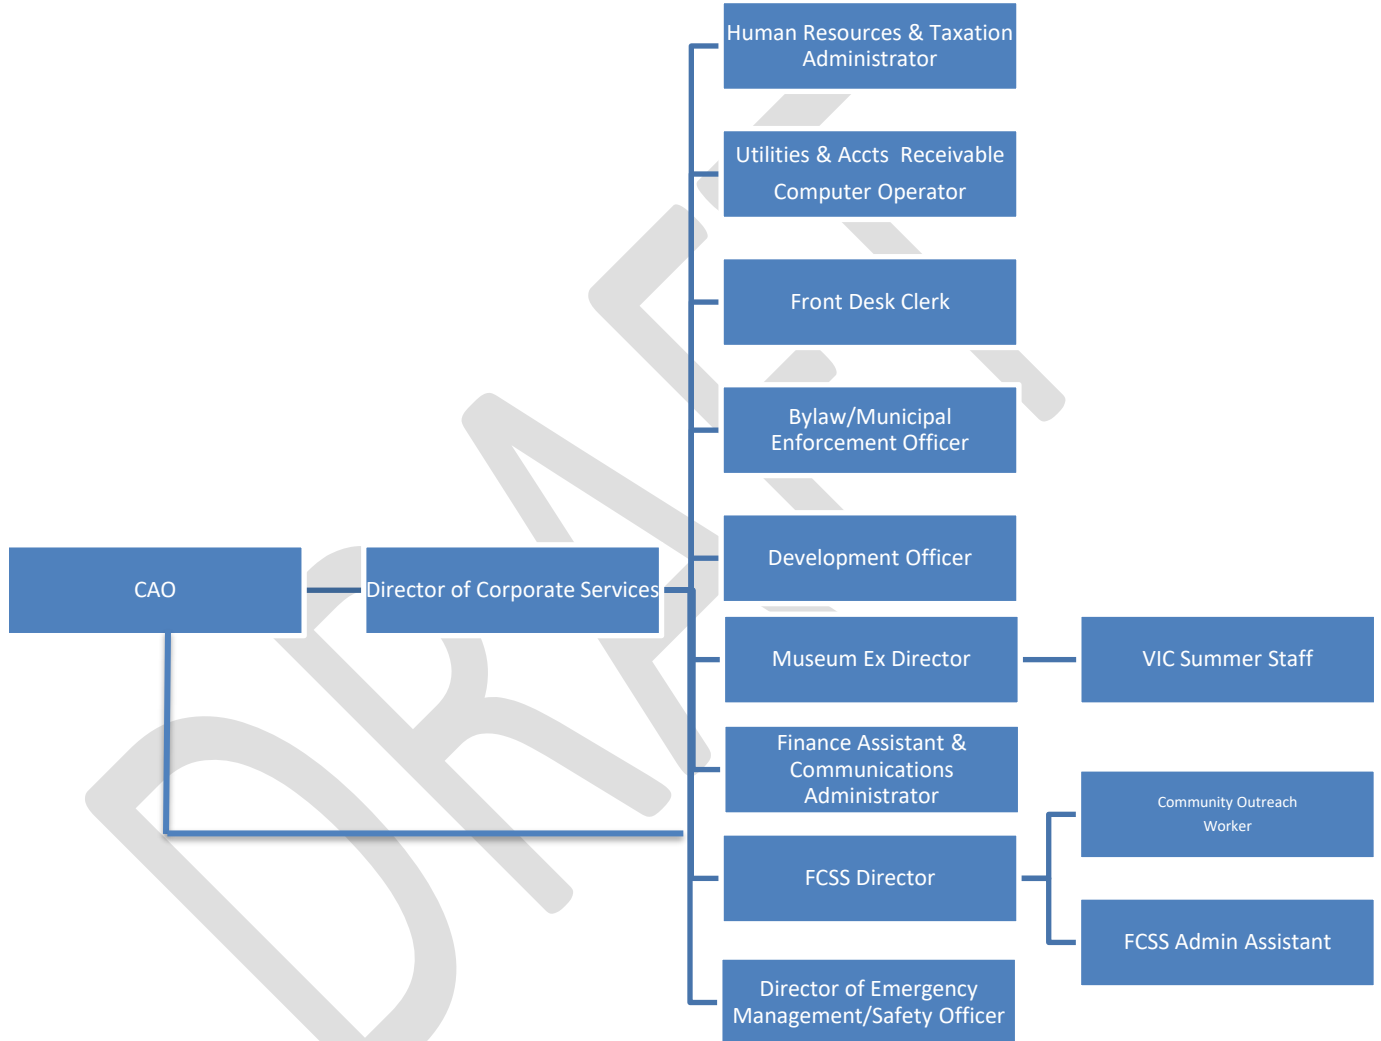 Human Resources & Taxation
Administrator
Utilities & Accts Receivable
Computer Operator
Front Desk Clerk
Bylaw/Municipal
Enforcement Officer
Development Officer
CAO
Director of Corporate Services
Museum Ex Director
VIC Summer Staff
Finance Assistant &
Communications
Administrator
Community Outreach
Worker
FCSS Director
FCSS Admin Assistant
Director of Emergency
Management/Safety Officer
DRAFT